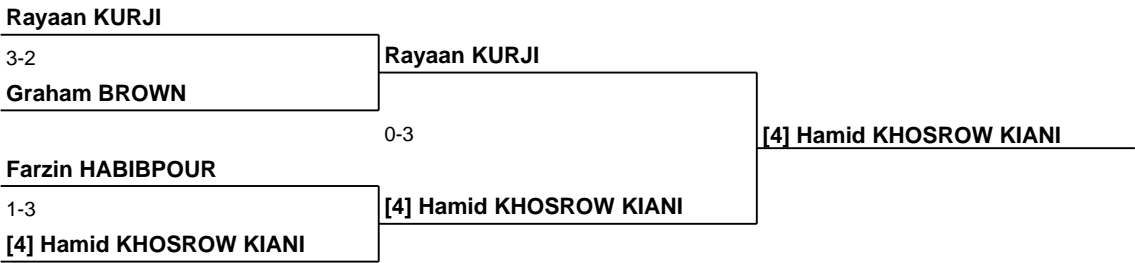 Rayaan KURJI
3-2
Graham BROWN
Rayaan KURJI
0-3
Farzin HABIBPOUR
1-3
[4] Hamid KHOSROW KIANI
[4] Hamid KHOSROW KIANI
[4] Hamid KHOSROW KIANI